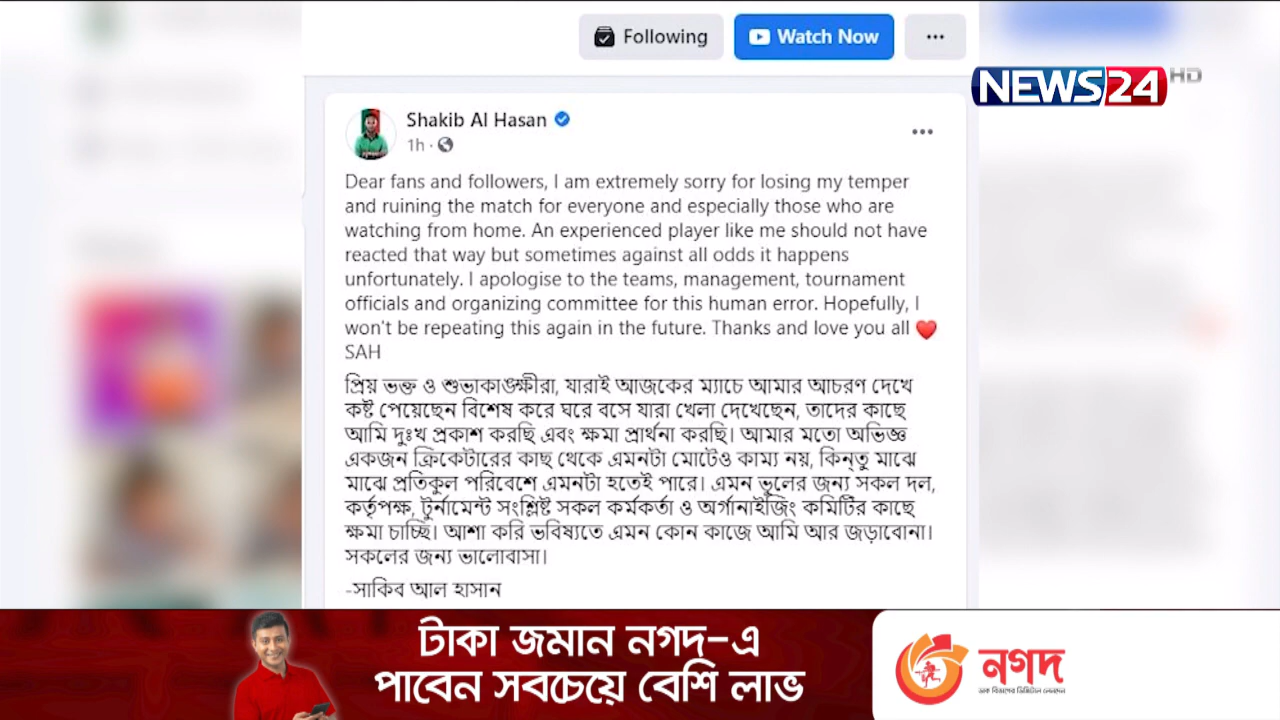 Following
Watch Now
NEWS24 HD
Shakib Al Hasan
1h
Dear fans and followers, I am extremely sorry for losing my temper
and ruining the match for everyone and especially those who are
watching from home. An experienced player like me should not have
reacted that way but sometimes against all odds it happens
unfortunately. I apologise to the teams, management, tournament
officials and organizing committee for this human error. Hopefully, I
won't be repeating this again in the future. Thanks and love you all ❤️
SAH
প্রিয় ভক্ত ও শুভাকাঙ্ক্ষীরা, যারাই আজকের ম্যাচে আমার আচরণ দেখে
কষ্ট পেয়েছেন বিশেষ করে ঘরে বসে যারা খেলা দেখেছেন, তাদের কাছে
আমি দুঃখ প্রকাশ করছি এবং ক্ষমা প্রার্থনা করছি। আমার মতো অভিজ্ঞ
একজন ক্রিকেটারের কাছ থেকে এমনটা মোটেও কাম্য নয়, কিন্তু মাঝে
মাঝে প্রতিকুল পরিবেশে এমনটা হতেই পারে। এমন ভুলের জন্য সকল দল,
কর্তৃপক্ষ, টুর্নামেন্ট সংশ্লিষ্ট সকল কর্মকর্তা ও অর্গানাইজিং কমিটির কাছে
ক্ষমা চাচ্ছি। আশা করি ভবিষ্যতে এমন কোন কাজে আমি আর জড়াবোনা।
সকলের জন্য ভালোবাসা।
-সাকিব আল হাসান
টাকা জমান নগদ-এ
পাবেন সবচেয়ে বেশি লাভ
নগদ
ডাক বিভাগের ডিজিটাল লেনদেন